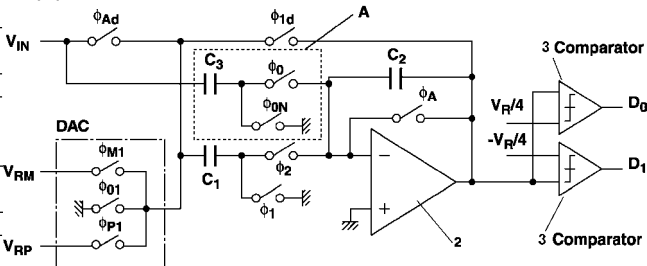 ϕAd
ϕ1d
A
VIN
3 Comparator
C3
ϕ0
C2
VR/4
D0
ϕ0N
ϕA
DAC
-VR/4
ϕM1
VRM
D1
C1
ϕ2
ϕ01
ϕ1
ϕP1
VRP
−
+
2
3 Comparator